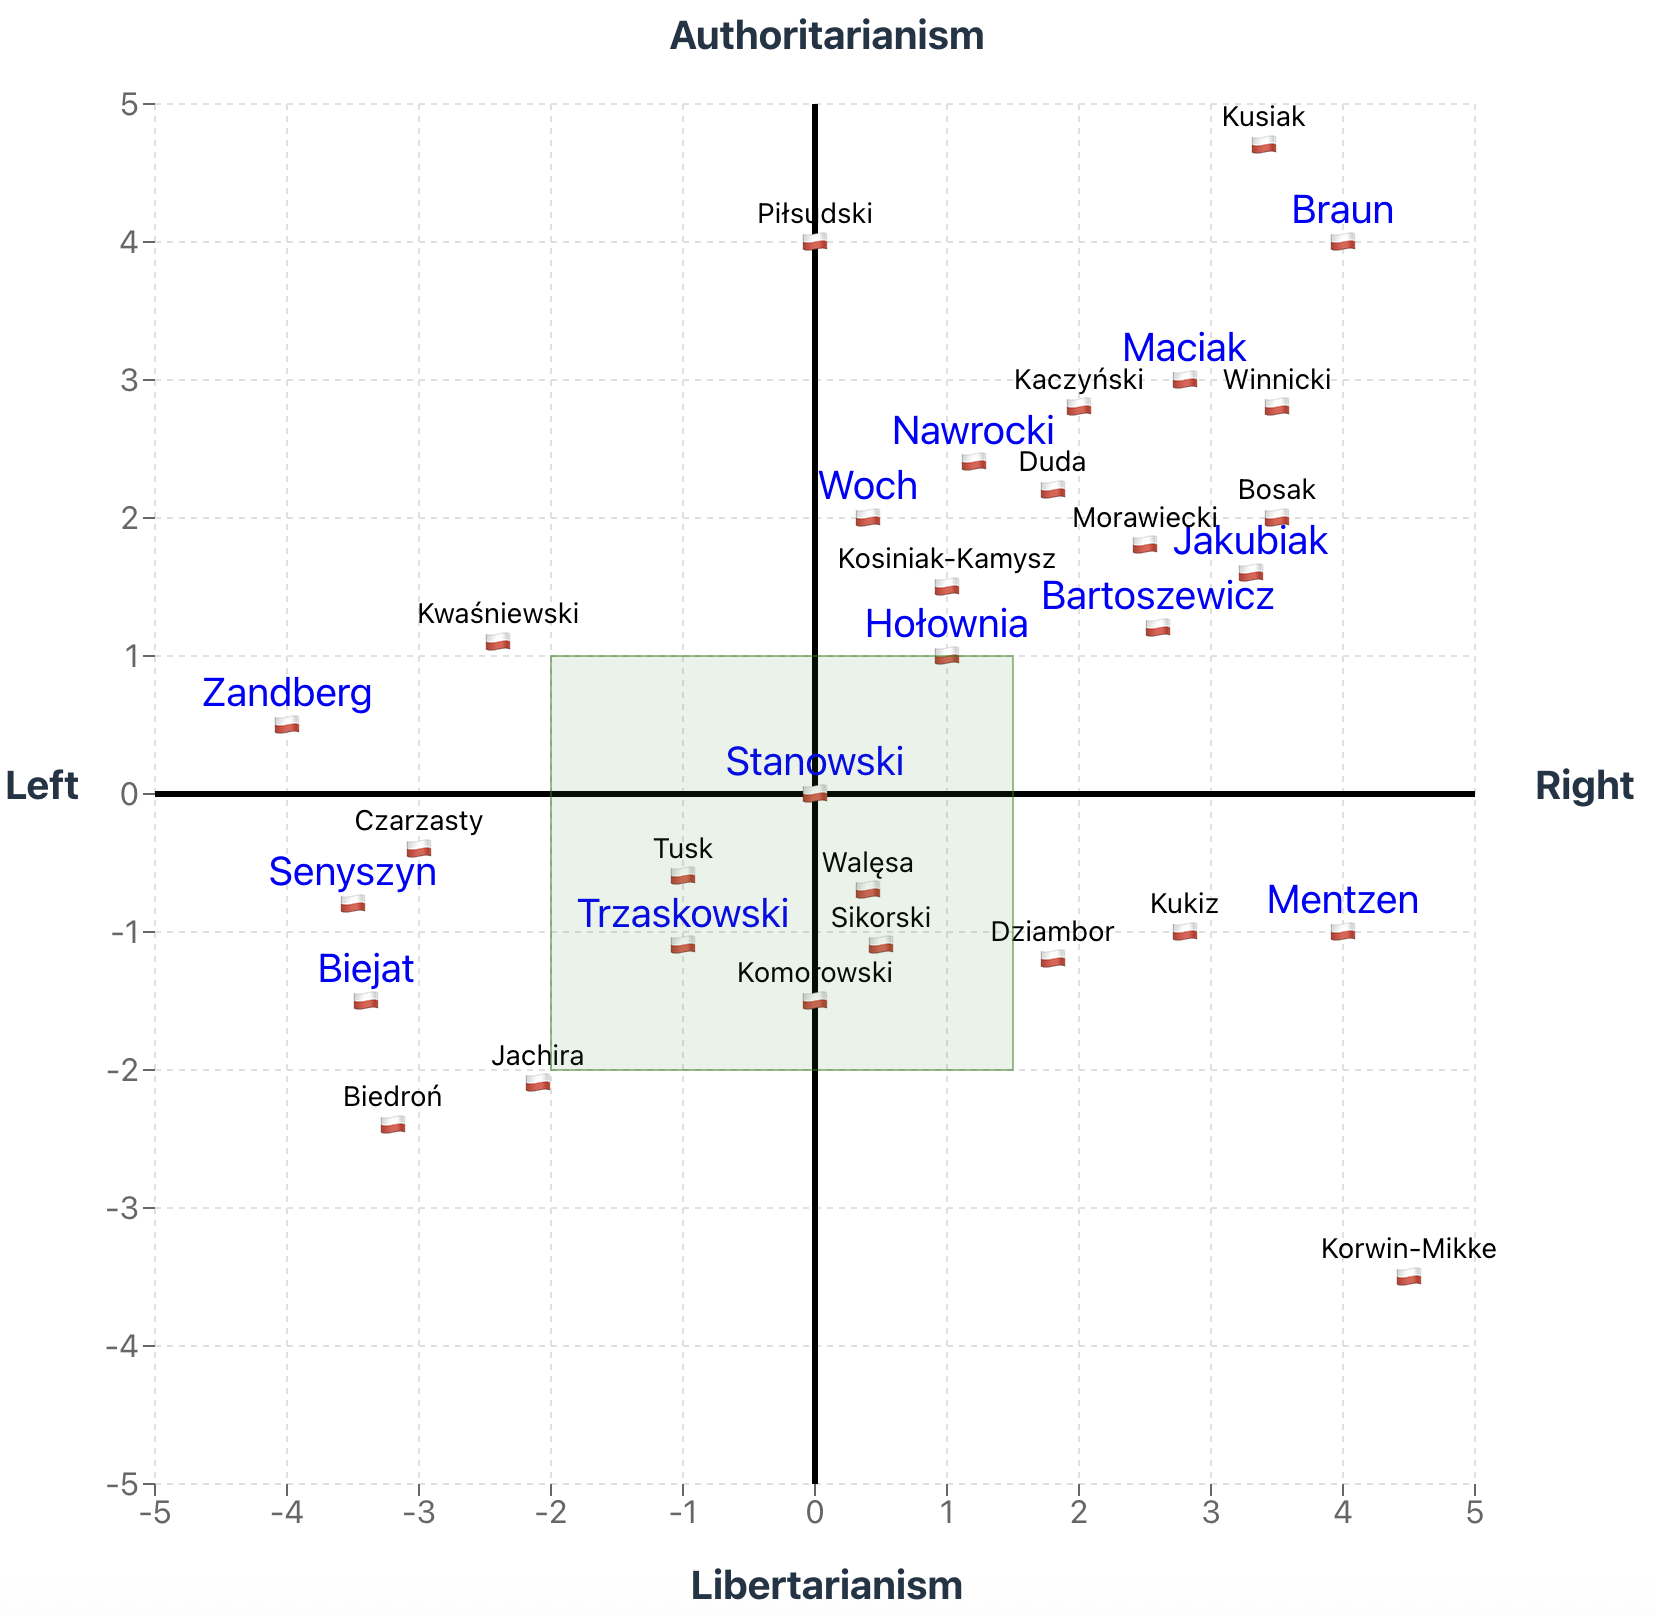 Authoritarianism
5
Kusiak
Braun
Piłsudski
4
Maciak
3
Kaczyński
Winnicki
Nawrocki
Duda
Woch
Bosak
2
Morawiecki
Jakubiak
Kosiniak-Kamysz
Bartoszewicz
Kwaśniewski
Hołownia
1
Zandberg
Stanowski
Left
0
Right
Czarzasty
Tusk
Walęsa
Senyszyn
Trzaskowski
Sikorski
Kukiz
Mentzen
-1
Dziambor
Biejat
Komorowski
Jachira
-2
Biedroń
-3
Korwin-Mikke
-4
-5
-5 -4 -3 -2 -1 0 1 2 3 4 5
Libertarianism